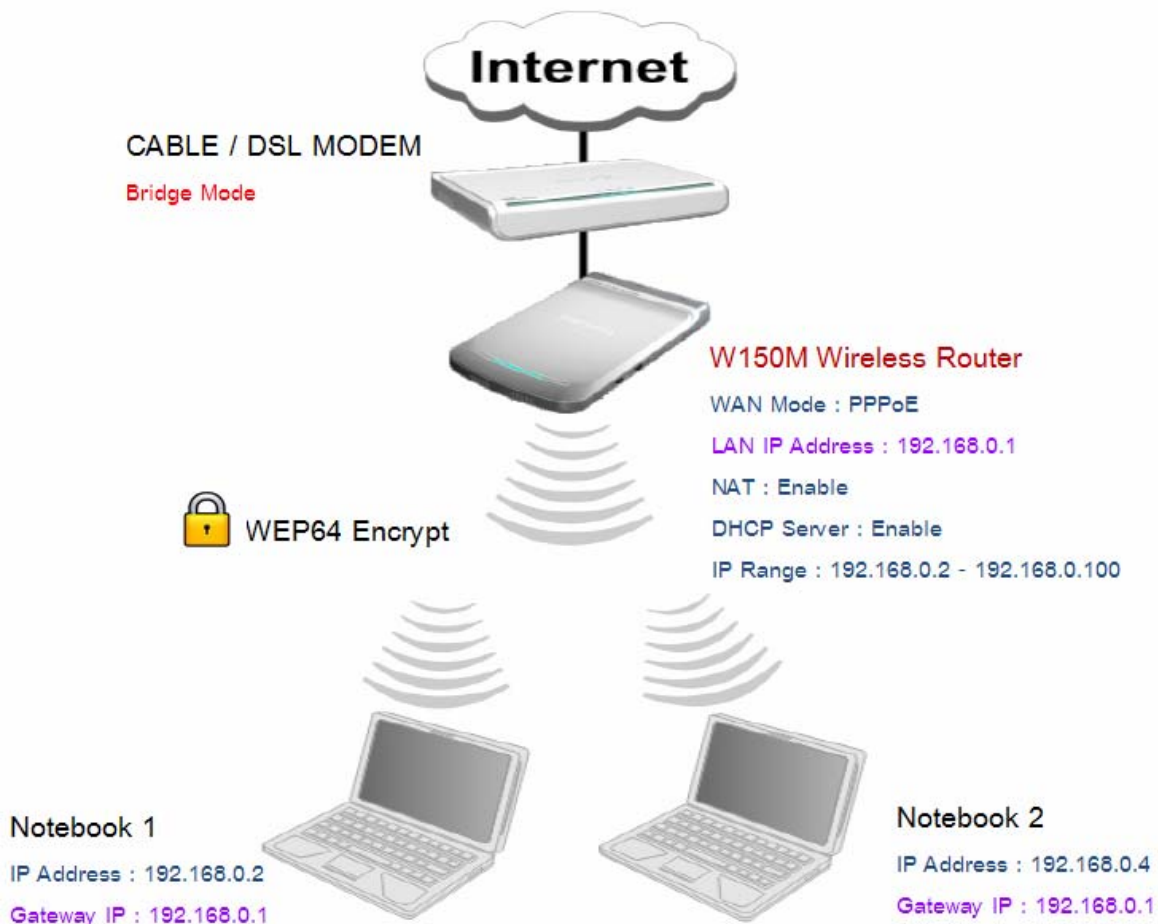 Internet
CABLE / DSL MODEM
Bridge Mode
W150M Wireless Router
WAN Mode : PPPoE
LAN IP Address : 192.168.0.1
NAT : Enable
DHCP Server : Enable
IP Range : 192.168.0.2 - 192.168.0.100
WEP64 Encrypt
Notebook 1
IP Address : 192.168.0.2
Gateway IP : 192.168.0.1
Notebook 2
IP Address : 192.168.0.4
Gateway IP : 192.168.0.1